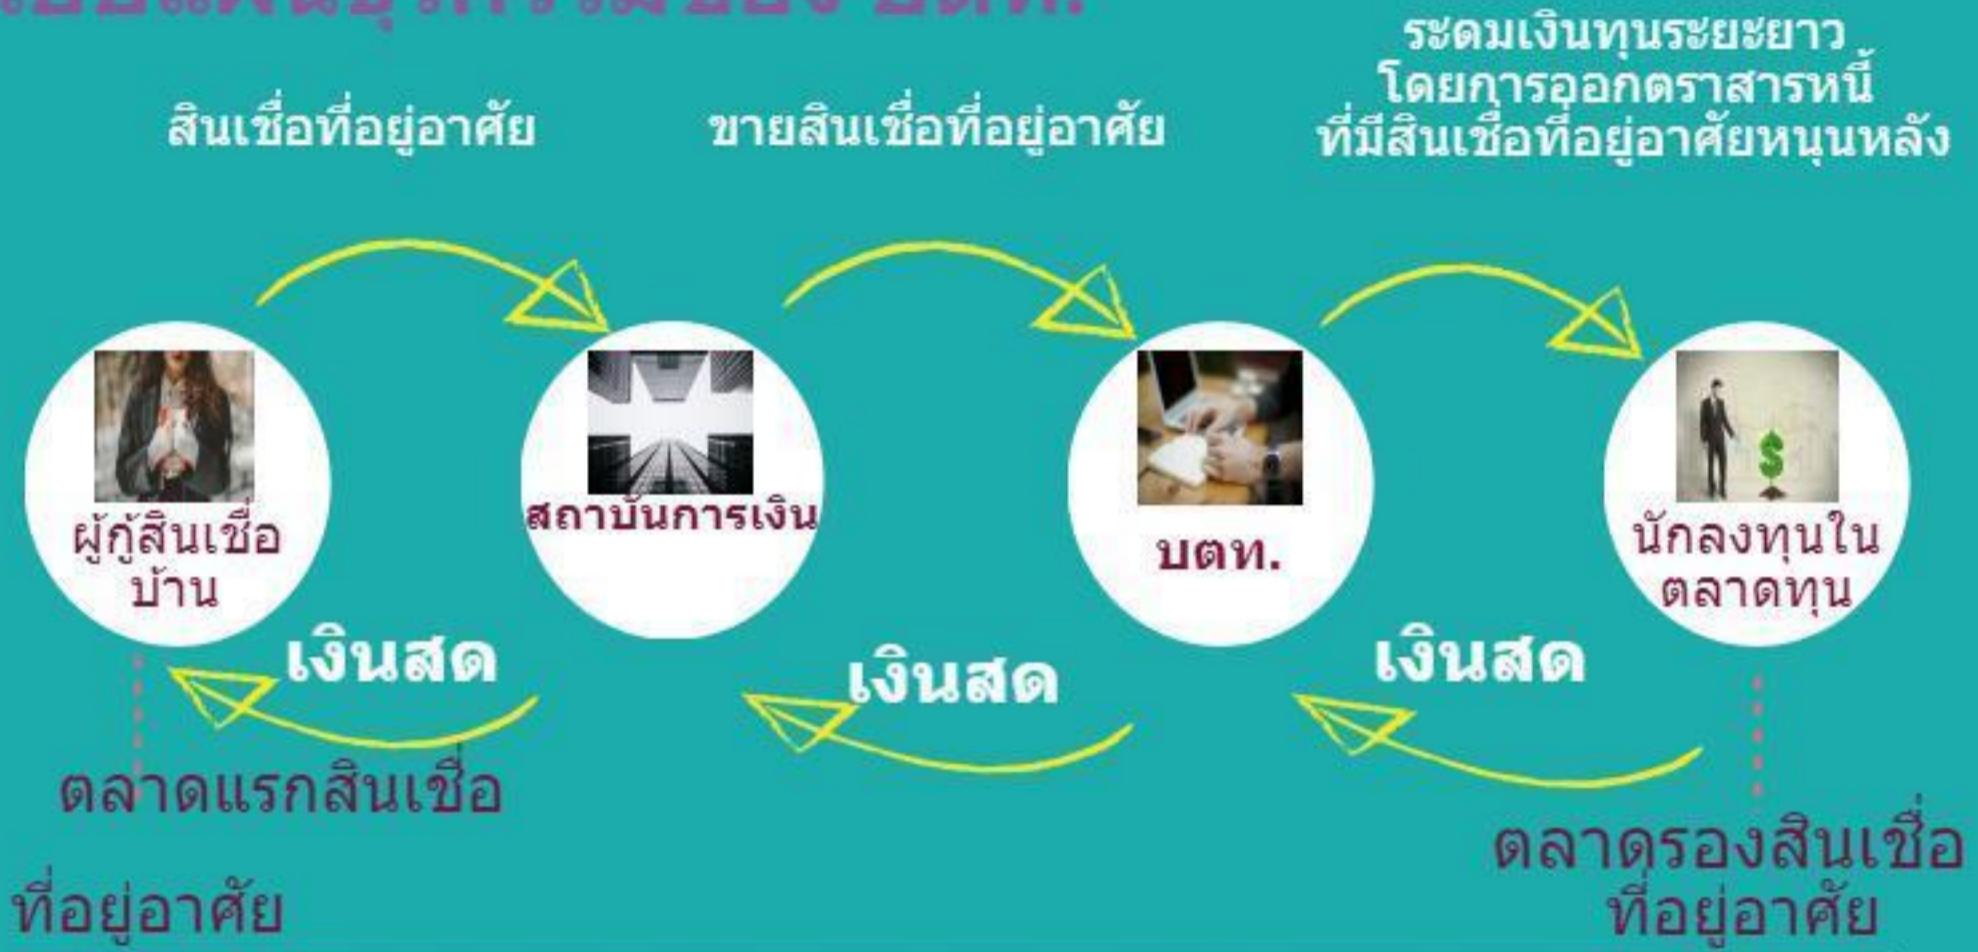 ของ บตท.
ระดมเงินทุนระยะยาว
โดยการออกตราสารหนี้
ที่มีสินเชื่อที่อยู่อาศัยหนุนหลัง
สินเชื่อที่อยู่อาศัย
ขายสินเชื่อที่อยู่อาศัย
ผู้กู้สินเชื่อ
บ้าน
สถาบันการเงิน
บตท.
นักลงทุนใน
ตลาดทุน
เงินสด
เงินสด
เงินสด
ตลาดแรกสินเชื่อ
ที่อยู่อาศัย
ตลาดรองสินเชื่อ
ที่อยู่อาศัย